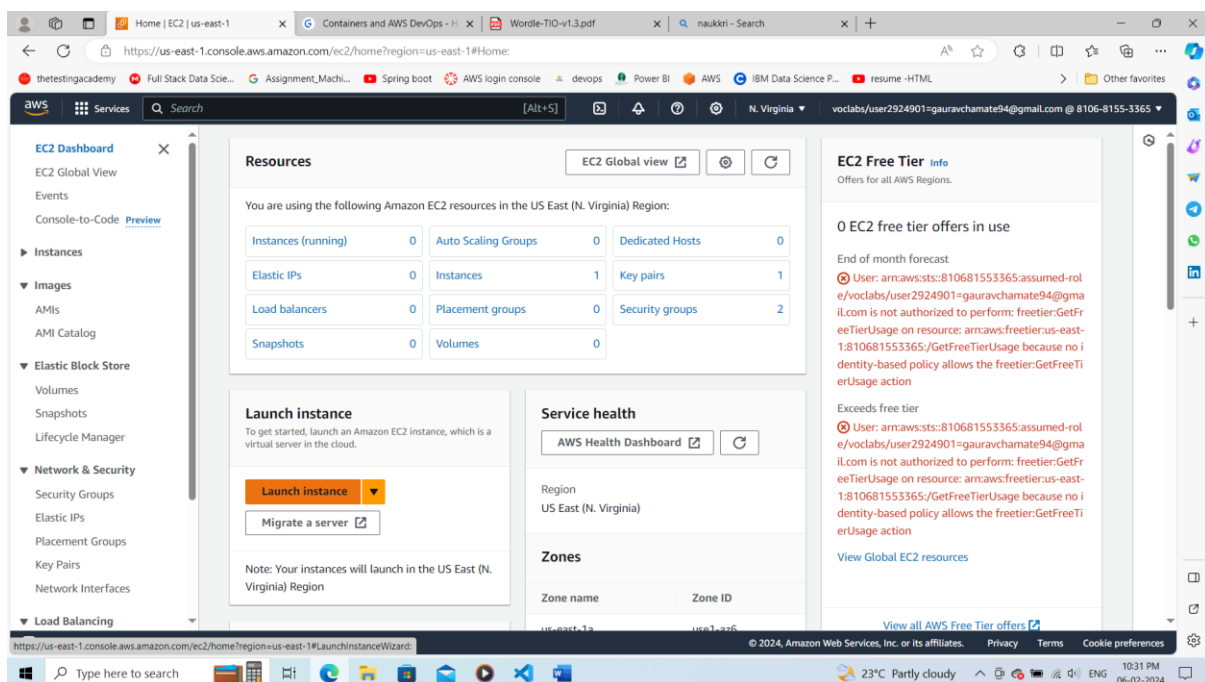 Home | EC2 | us-east-1
Containers and AWS DevOps - H
Wordle-TIO-v1.3.pdf
naukkri - Search
https://us-east-1.console.aws.amazon.com/ec2/home?region=us-east-1#Home:
thetestingacademy
Full Stack Data Scie...
Assignment_Machi...
Spring boot
AWS login console
devops
Power BI
AWS
IBM Data Science P...
resume -HTML
Other favorites
aws
Services
Search
[Alt+S]
N. Virginia
voclabs/user2924901=gauravchamate94@gmail.com @ 8106-8155-3365
EC2 Dashboard
EC2 Global View
Events
Console-to-Code Preview
Instances
Images
AMIs
AMI Catalog
Elastic Block Store
Volumes
Snapshots
Lifecycle Manager
Network & Security
Security Groups
Elastic IPs
Placement Groups
Key Pairs
Network Interfaces
Load Balancing
Resources
EC2 Global view
You are using the following Amazon EC2 resources in the US East (N. Virginia) Region:
Instances (running) 0
Auto Scaling Groups 0
Dedicated Hosts 0
Elastic IPs 0
Instances 1
Key pairs 1
Load balancers 0
Placement groups 0
Security groups 2
Snapshots 0
Volumes 0
Launch instance
To get started, launch an Amazon EC2 instance, which is a
virtual server in the cloud.
Launch instance
Migrate a server
Note: Your instances will launch in the US East (N.
Virginia) Region
Service health
AWS Health Dashboard
Region
US East (N. Virginia)
Zones
Zone name
Zone ID
us-east-1a
use1-az6
EC2 Free Tier Info
Offers for all AWS Regions.
0 EC2 free tier offers in use
End of month forecast
User: arn:aws:sts::810681553365:assumed-rol
e/voclabs/user2924901=gauravchamate94@gma
il.com is not authorized to perform: freetier:GetFr
eeTierUsage on resource: arn:aws:freetier:us-east-
1:810681553365:/GetFreeTierUsage because no i
dentity-based policy allows the freetier:GetFreeTi
erUsage action
Exceeds free tier
User: arn:aws:sts::810681553365:assumed-rol
e/voclabs/user2924901=gauravchamate94@gma
il.com is not authorized to perform: freetier:GetFr
eeTierUsage on resource: arn:aws:freetier:us-east-
1:810681553365:/GetFreeTierUsage because no i
dentity-based policy allows the freetier:GetFreeTi
erUsage action
View Global EC2 resources
View all AWS Free Tier offers
https://us-east-1.console.aws.amazon.com/ec2/home?region=us-east-1#LaunchInstanceWizard:
© 2024, Amazon Web Services, Inc. or its affiliates.
Privacy
Terms
Cookie preferences
Type here to search
23°C Partly cloudy
ENG
10:31 PM
06-02-2024